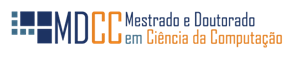 MDCC Mestrado e Doutorado
em Ciência da Computação